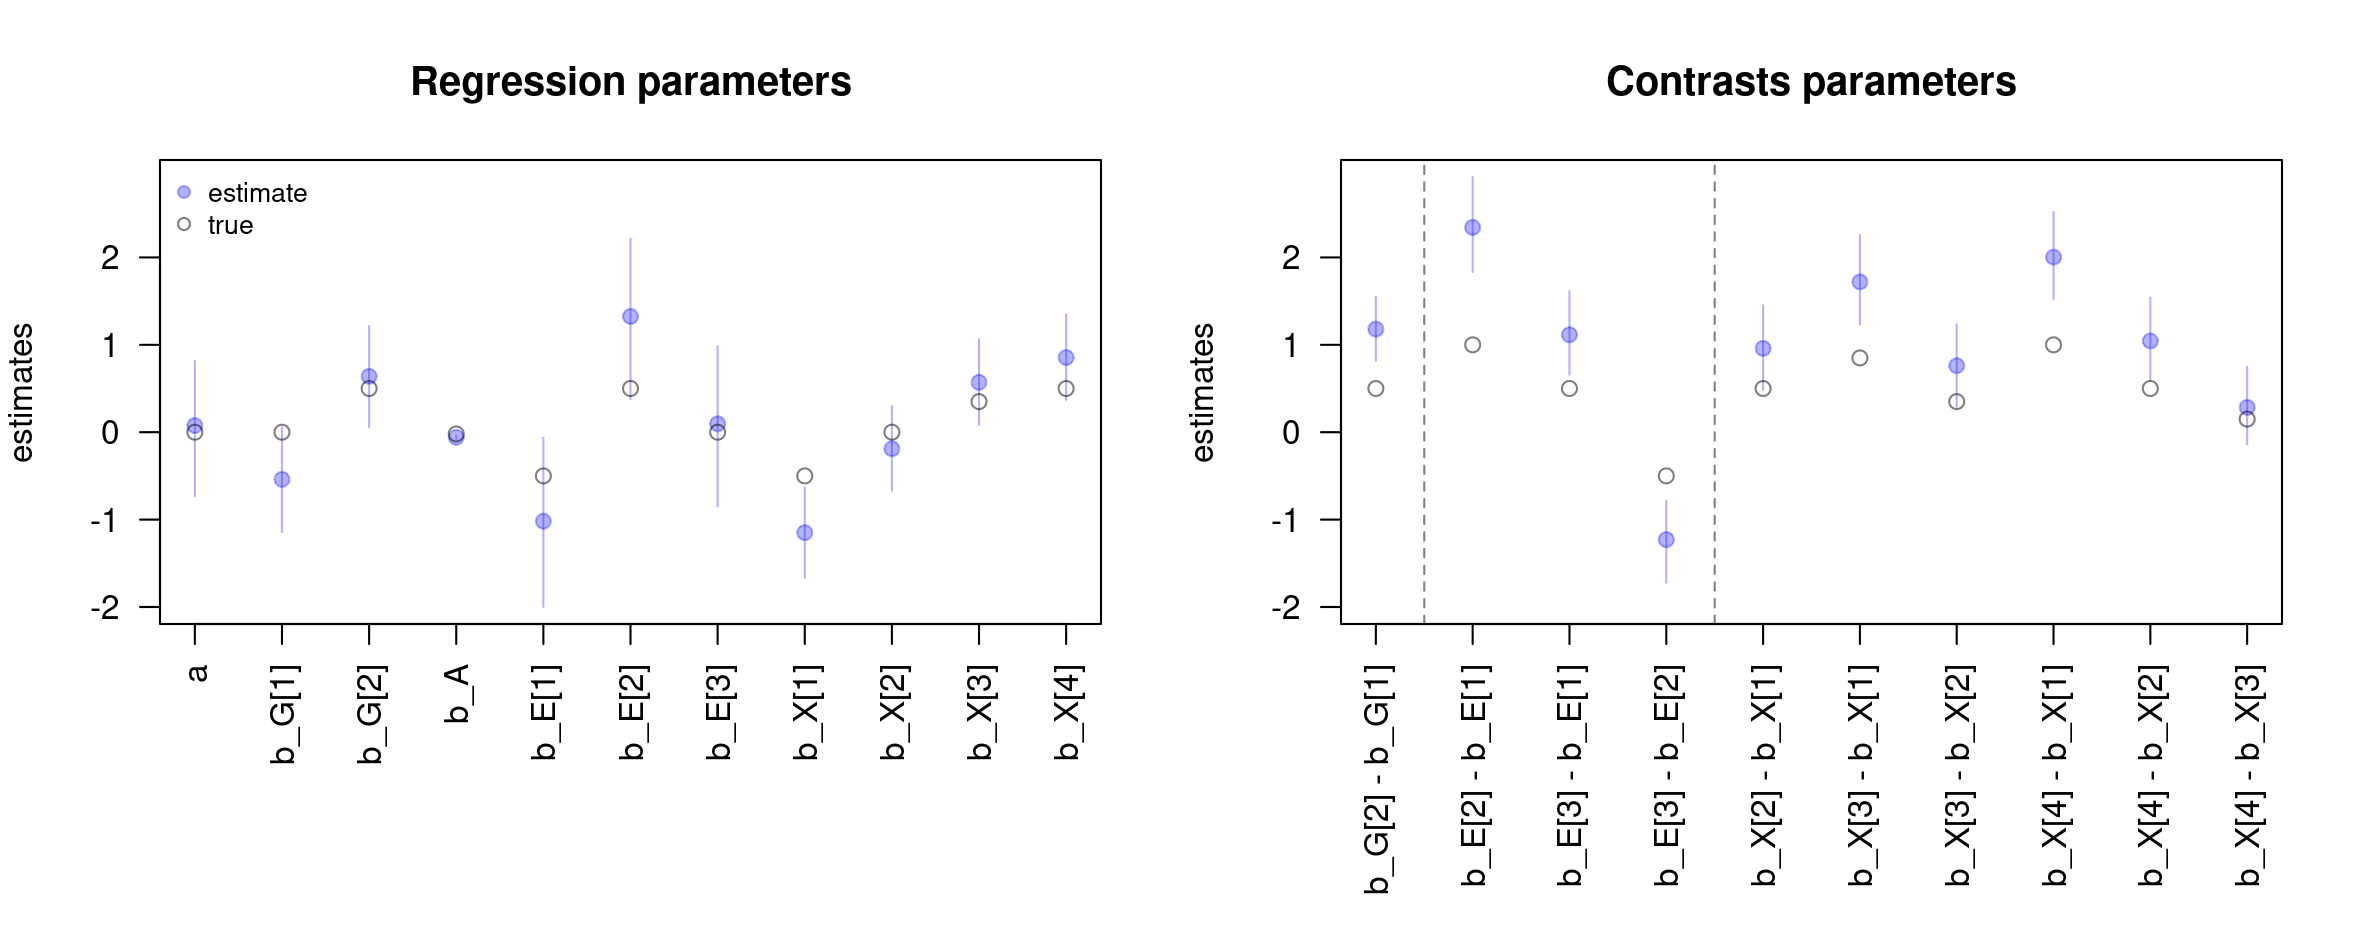 Regression parameters
estimates
estimate
true
2
1
0
-1
-2
a
b_G[1]
b_G[2]
b_A
b_E[1]
b_E[2]
b_E[3]
b_X[1]
b_X[2]
b_X[3]
b_X[4]
Contrasts parameters
estimates
2
1
0
-1
-2
b_G[2] - b_G[1]
b_E[2] - b_E[1]
b_E[3] - b_E[1]
b_E[3] - b_E[2]
b_X[2] - b_X[1]
b_X[3] - b_X[1]
b_X[3] - b_X[2]
b_X[4] - b_X[1]
b_X[4] - b_X[2]
b_X[4] - b_X[3]